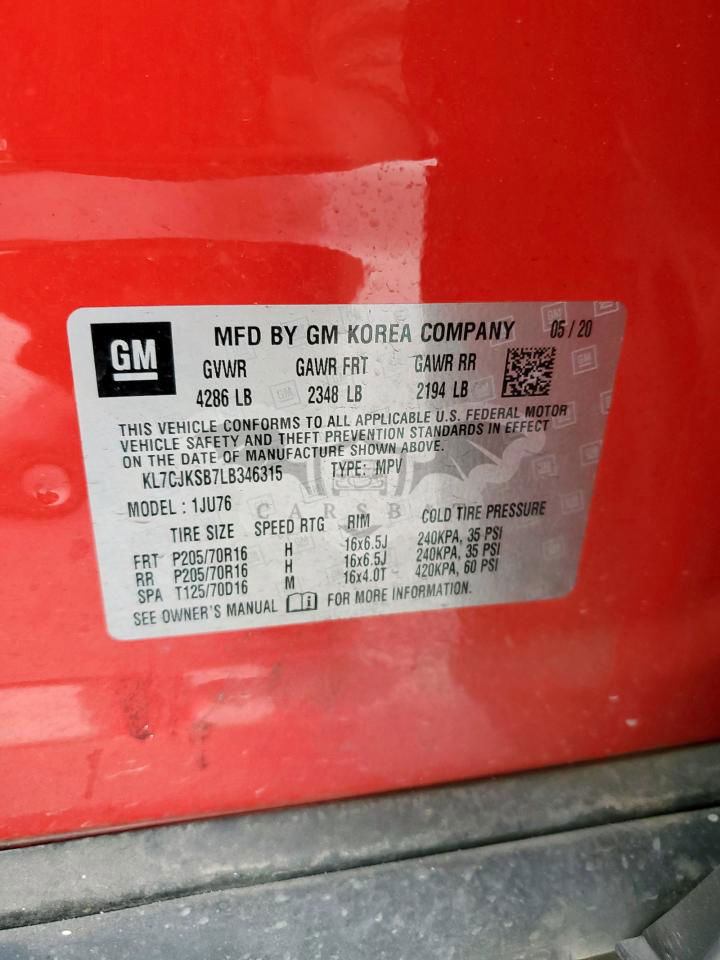 GM
MFD BY GM KOREA COMPANY 05/20
GVWR GAWR FRT GAWR RR
4286 LB 2348 LB 2194 LB
THIS VEHICLE CONFORMS TO ALL APPLICABLE U.S. FEDERAL MOTOR
VEHICLE SAFETY AND THEFT PREVENTION STANDARDS IN EFFECT
ON THE DATE OF MANUFACTURE SHOWN ABOVE.
KL7CJKSB7LB346315 TYPE: MPV
MODEL : 1JU76
CARSB
TIRE SIZE SPEED RTG RIM COLD TIRE PRESSURE
FRT P205/70R16 H 16x6.5J 240KPA, 35 PSI
RR P205/70R16 H 16x6.5J 240KPA, 35 PSI
SPA T125/70D16 M 16x4.0T 420KPA, 60 PSI
SEE OWNER'S MANUAL i FOR MORE INFORMATION.